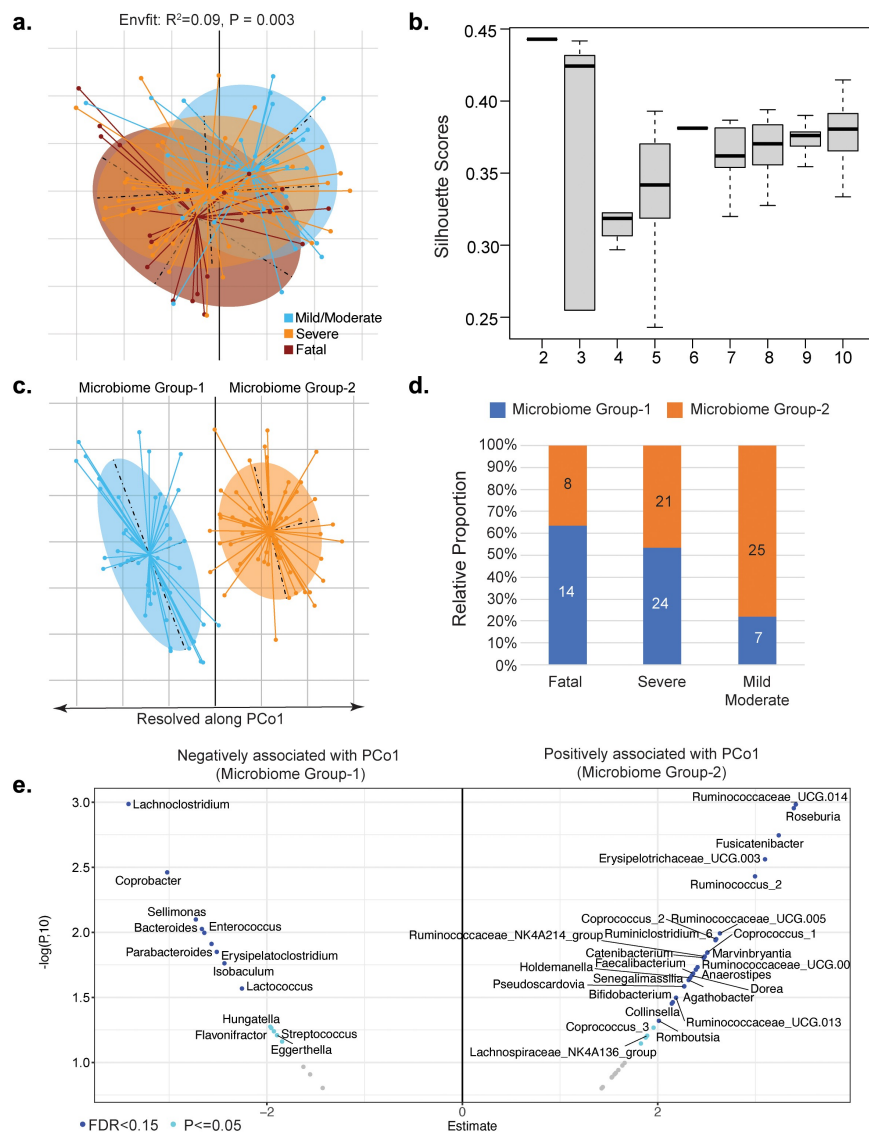 a.
Envfit: R²=0.09, P = 0.003
Mild/Moderate
Severe
Fatal
b.
Silhouette Scores
0.45
0.40
0.35
0.30
0.25
2 3 4 5 6 7 8 9 10
c.
Microbiome Group-1 Microbiome Group-2
Resolved along PCo1
d.
Microbiome Group-1 Microbiome Group-2
Relative Proportion
100%
90%
80%
70%
60%
50%
40%
30%
20%
10%
0%
8 21 25
14 24 7
Fatal Severe Mild
Moderate
e.
Negatively associated with PCo1
(Microbiome Group-1)
Positively associated with PCo1
(Microbiome Group-2)
-log(P,10)
3.0
2.5
2.0
1.5
1.0
Lachnoclostridium
Coprobacter
Sellimonas
Bacteroides
Enterococcus
Parabacteroides
Erysipelatoclostridium
Isobaculum
Lactococcus
Hungatella
Flavonifractor
Streptococcus
Eggerthella
Ruminococcaceae_UCG.014
Roseburia
Fusicatenibacter
Erysipelotrichaceae_UCG.003
Ruminococcus_2
Coprococcus_2
Ruminococcaceae_UCG.005
Ruminococcaceae_NK4A214_group
Ruminiclostridium_6
Coprococcus_1
Catenibacterium
Marvinbryantia
Faecalibacterium
Ruminococcaceae_UCG.00
Holdemanella
Anaerostipes
Senegalimassilia
Dorea
Pseudoscardovia
Bifidobacterium
Agathobacter
Collinsella
Ruminococcaceae_UCG.013
Coprococcus_3
Romboutsia
Lachnospiraceae_NK4A136_group
−2 0 2
Estimate
FDR<0.15 P<=0.05